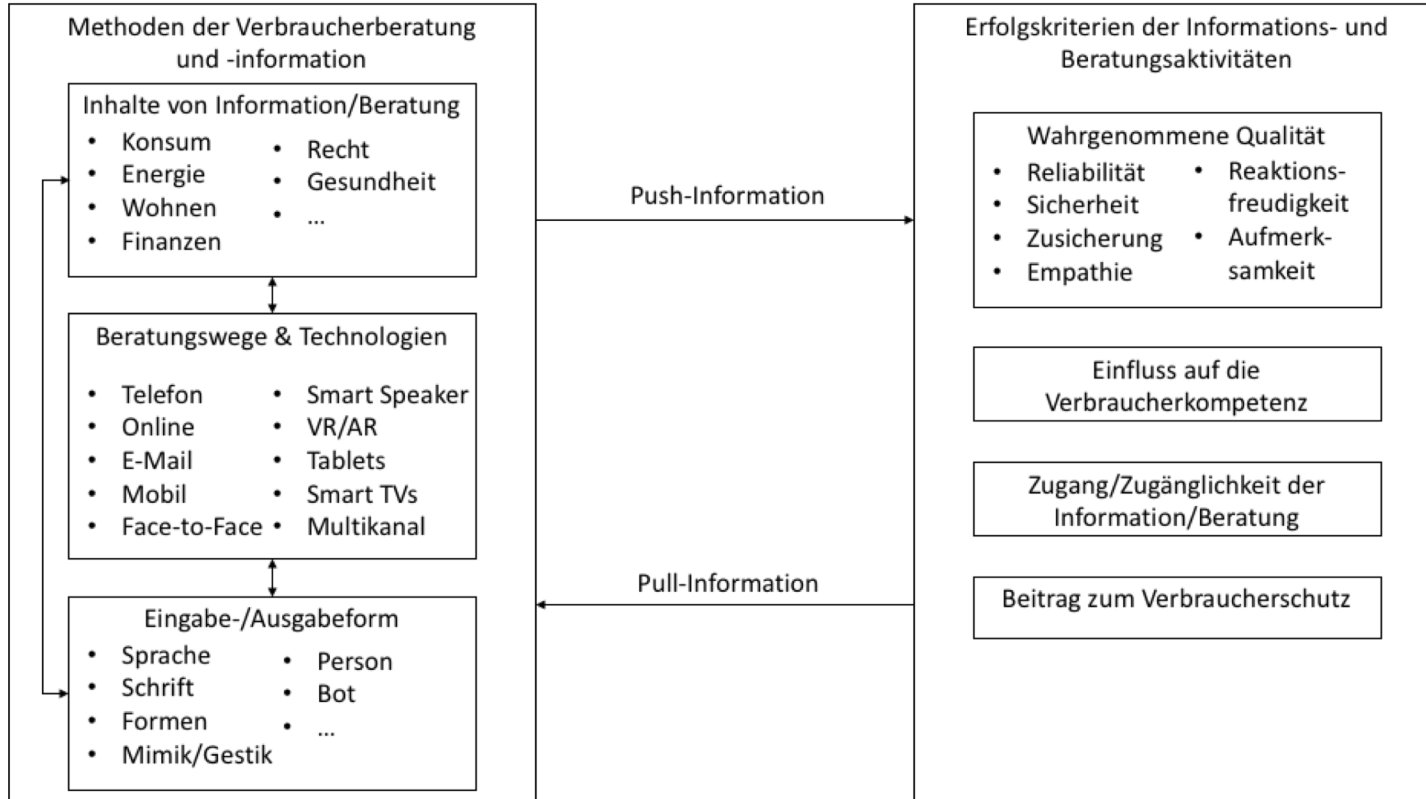 Methoden der Verbraucherberatung
und -information
Inhalte von Information/Beratung
• Konsum
• Energie
• Wohnen
• Finanzen
• Recht
• Gesundheit
• ...
Beratungswege & Technologien
• Telefon
• Online
• E-Mail
• Mobil
• Face-to-Face
• Smart Speaker
• VR/AR
• Tablets
• Smart TVs
• Multikanal
Eingabe-/Ausgabeform
• Sprache
• Schrift
• Formen
• Mimik/Gestik
• Person
• Bot
• ...
Push-Information
Pull-Information
Erfolgskriterien der Informations- und
Beratungsaktivitäten
Wahrgenommene Qualität
• Reliabilität
• Sicherheit
• Zusicherung
• Empathie
• Reaktions-
freudigkeit
• Aufmerk-
samkeit
Einfluss auf die
Verbraucherkompetenz
Zugang/Zugänglichkeit der
Information/Beratung
Beitrag zum Verbraucherschutz